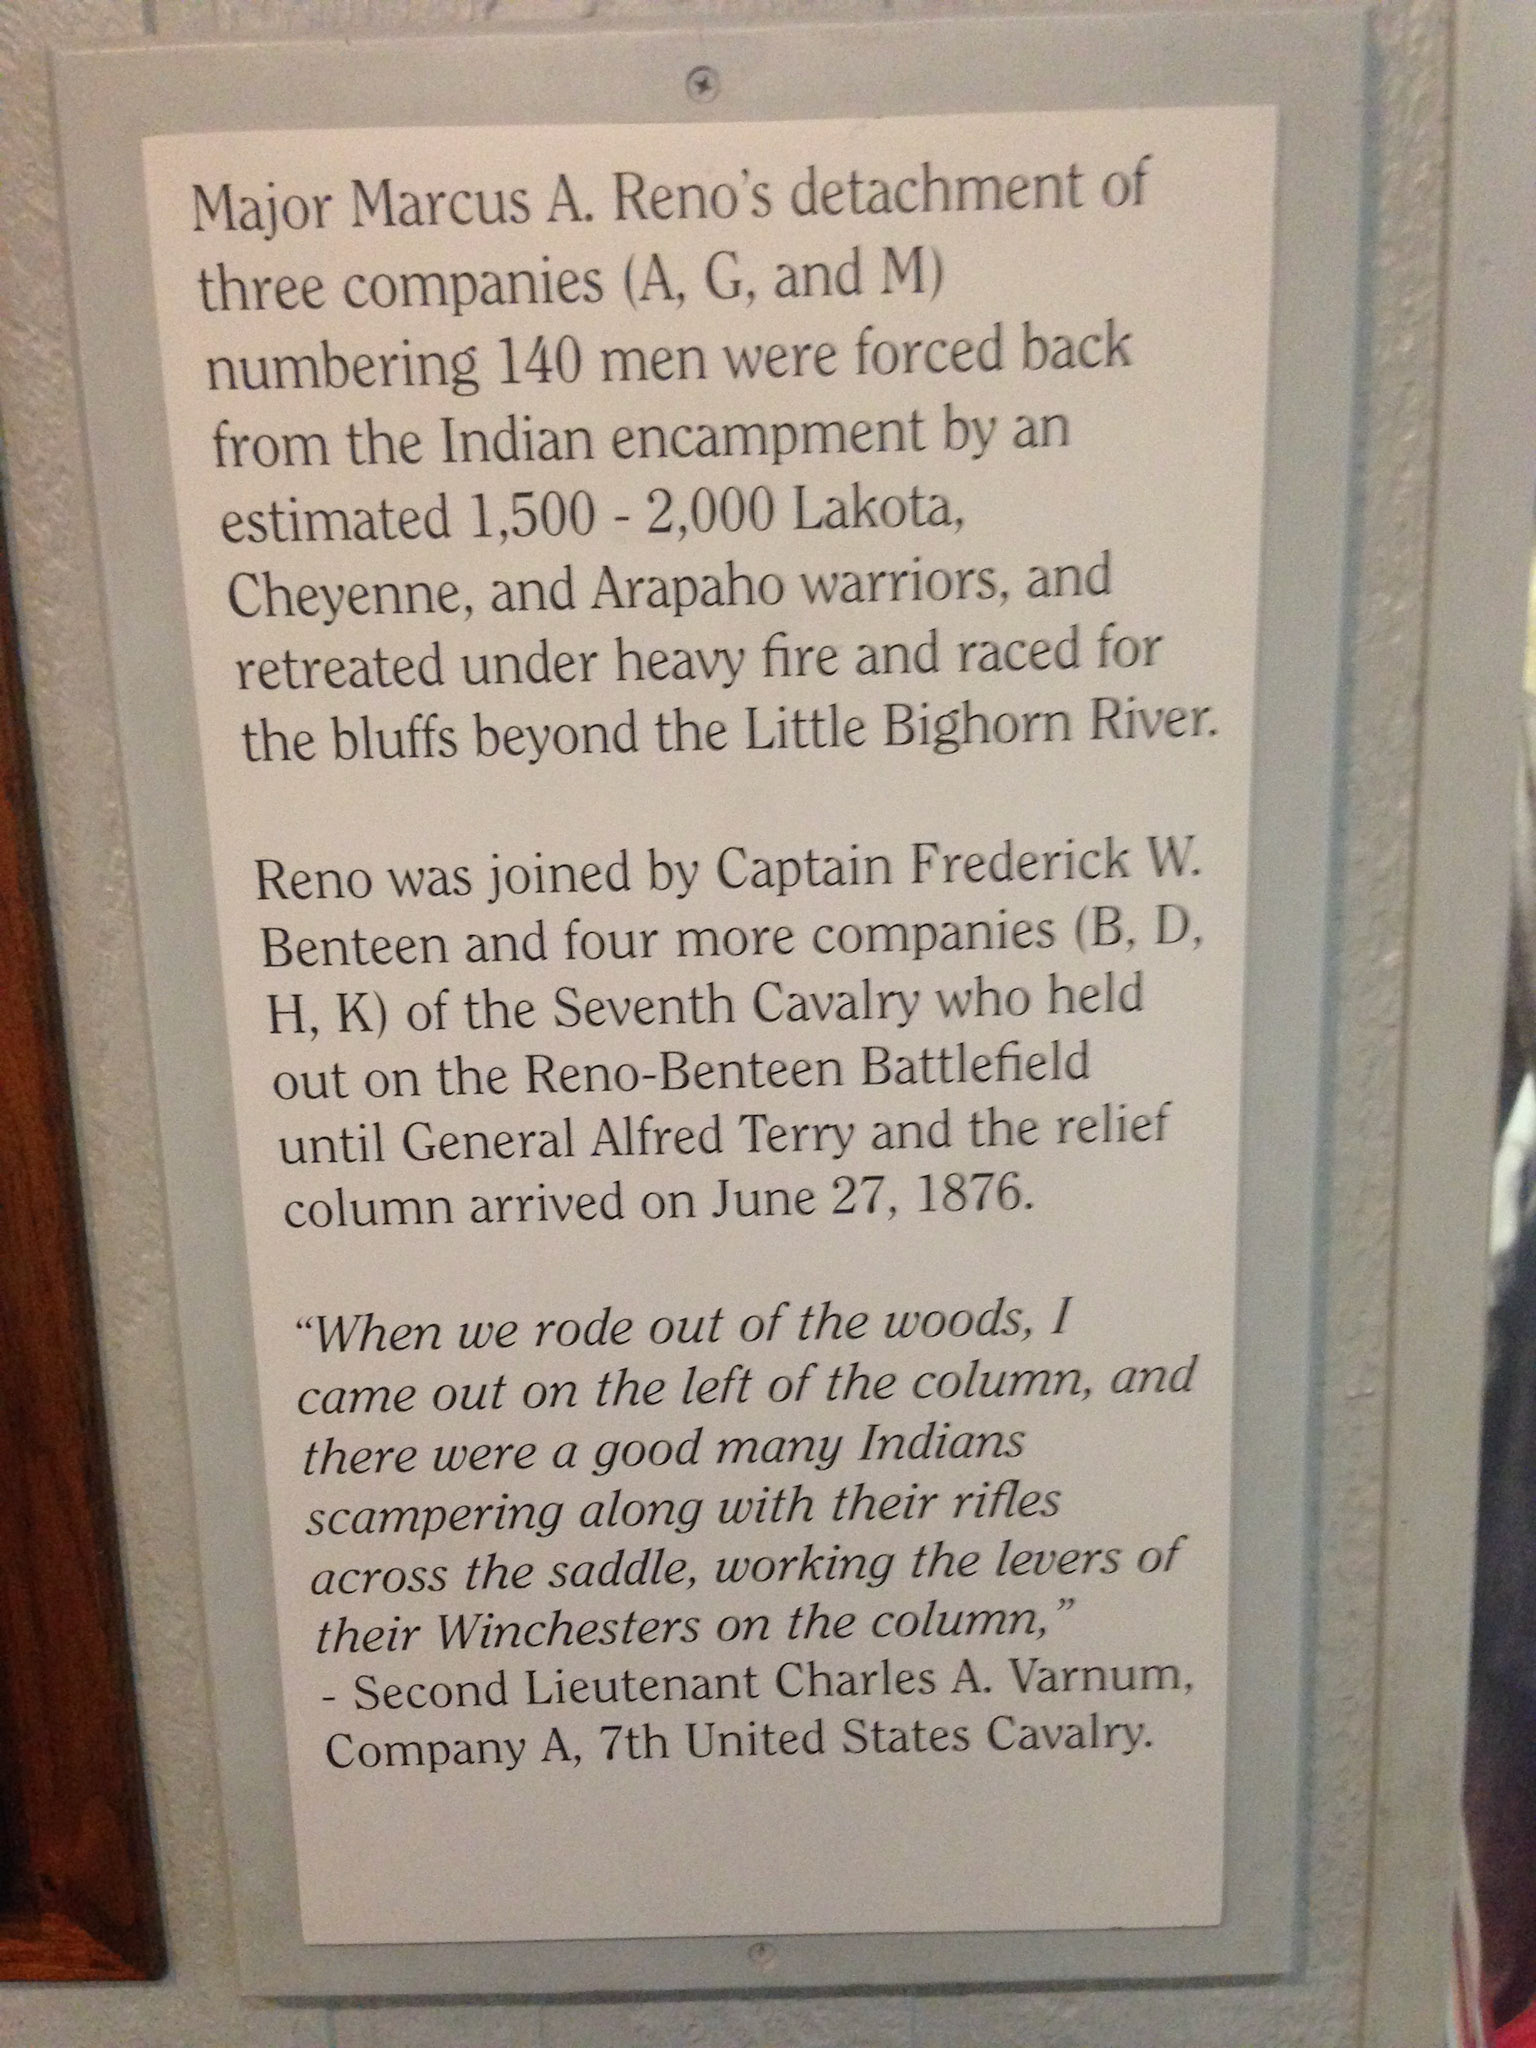 Major Marcus A. Reno's detachment of
three companies (A, G, and M)
numbering 140 men were forced back
from the Indian encampment by an
estimated 1,500 - 2,000 Lakota,
Cheyenne, and Arapaho warriors, and
retreated under heavy fire and raced for
the bluffs beyond the Little Bighorn River.
Reno was joined by Captain Frederick W.
Benteen and four more companies (B, D,
H, K) of the Seventh Cavalry who held
out on the Reno-Benteen Battlefield
until General Alfred Terry and the relief
column arrived on June 27, 1876.
“When we rode out of the woods, I
came out on the left of the column, and
there were a good many Indians
scampering along with their rifles
across the saddle, working the levers of
their Winchesters on the column,”
- Second Lieutenant Charles A. Varnum,
Company A, 7th United States Cavalry.